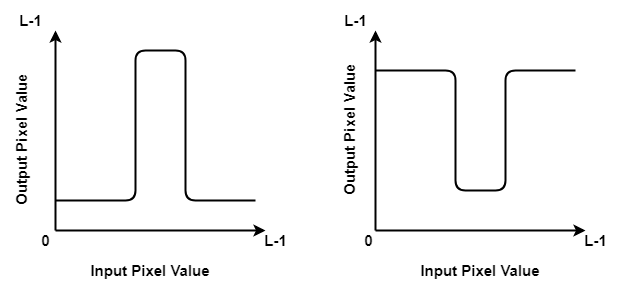 L-1
Output Pixel Value
0
L-1
Input Pixel Value
L-1
Output Pixel Value
0
L-1
Input Pixel Value